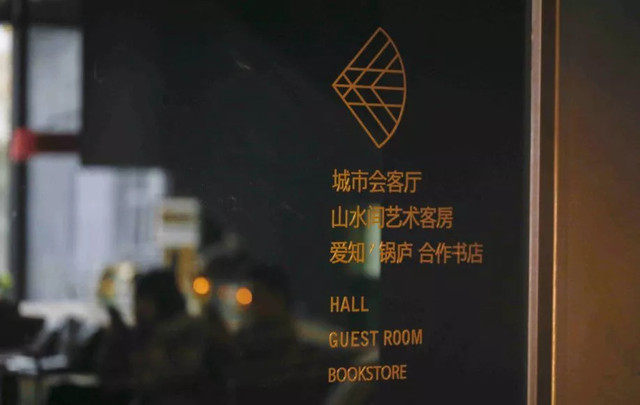 城市会客厅
山水间艺术客房
爱知/锅庐 合作书店
HALL
GUEST ROOM
BOOKSTORE